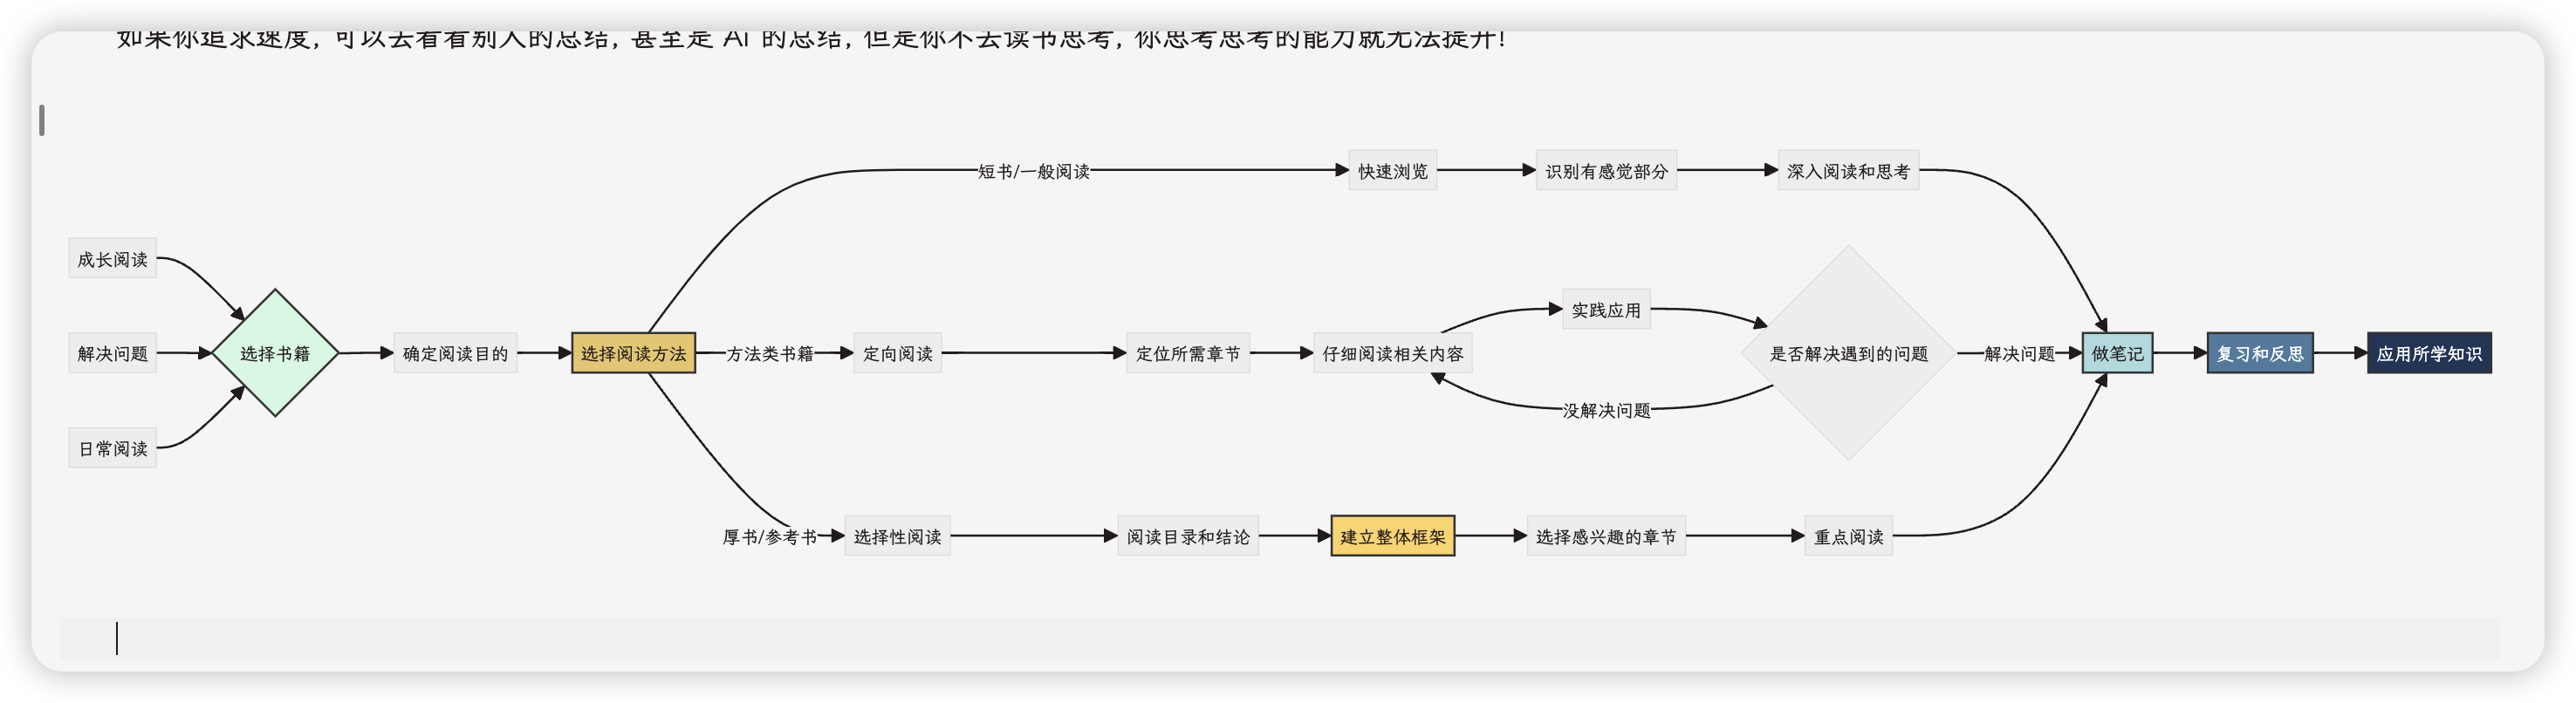 如果你追求速度, 可以去看看别人的总结, 甚至是 AI 的总结, 但是你不去读书思考, 你思考思考的能力就无法提升!
短书/一般阅读
快速浏览
识别有感觉部分
深入阅读和思考
成长阅读
解决问题
日常阅读
选择书籍
确定阅读目的
选择阅读方法
方法类书籍
定向阅读
定位所需章节
仔细阅读相关内容
实践应用
是否解决遇到的问题
没解决问题
解决问题
做笔记
复习和反思
应用所学知识
厚书/参考书
选择性阅读
阅读目录和结论
建立整体框架
选择感兴趣的章节
重点阅读